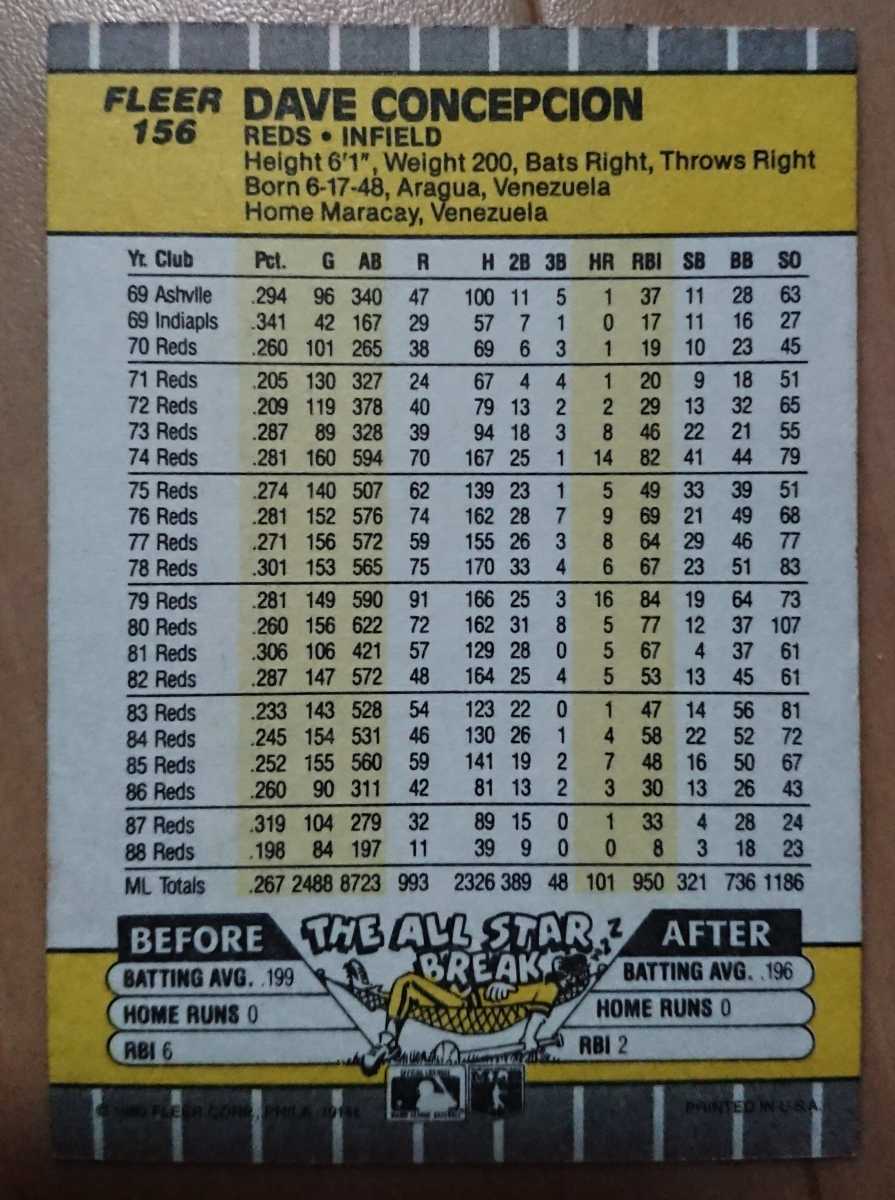 FLEER
156
DAVE CONCEPCION
REDS • INFIELD
Height 6'1", Weight 200, Bats Right, Throws Right
Born 6-17-48, Aragua, Venezuela
Home Maracay, Venezuela
Yr. Club Pct. G AB R H 2B 3B HR RBI SB BB SO
69 Ashvlle .294 96 340 47 100 11 5 1 37 11 28 63
69 Indiapls .341 42 167 29 57 7 1 0 17 11 16 27
70 Reds .260 101 265 38 69 6 3 1 19 10 23 45
71 Reds .205 130 327 24 67 4 4 1 20 9 18 51
72 Reds .209 119 378 40 79 13 2 2 29 13 32 65
73 Reds .287 89 328 39 94 18 3 8 46 22 21 55
74 Reds .281 160 594 70 167 25 1 14 82 41 44 79
75 Reds .274 140 507 62 139 23 1 5 49 33 39 51
76 Reds .281 152 576 74 162 28 7 9 69 21 49 68
77 Reds .271 156 572 59 155 26 3 8 64 29 46 77
78 Reds .301 153 565 75 170 33 4 6 67 23 51 83
79 Reds .281 149 590 91 166 25 3 16 84 19 64 73
80 Reds .260 156 622 72 162 31 8 5 77 12 37 107
81 Reds .306 106 421 57 129 28 0 5 67 4 37 61
82 Reds .287 147 572 48 164 25 4 5 53 13 45 61
83 Reds .233 143 528 54 123 22 0 1 47 14 56 81
84 Reds .245 154 531 46 130 26 1 4 58 22 52 72
85 Reds .252 155 560 59 141 19 2 7 48 16 50 67
86 Reds .260 90 311 42 81 13 2 3 30 13 26 43
87 Reds .319 104 279 32 89 15 0 1 33 4 28 24
88 Reds .198 84 197 11 39 9 0 0 8 3 18 23
ML Totals .267 2488 8723 993 2326 389 48 101 950 321 736 1186
THE ALL STAR
BREAK
ZZZ
BEFORE
BATTING AVG. .199
HOME RUNS 0
RBI 6
AFTER
BATTING AVG. .196
HOME RUNS 0
RBI 2
© FLEER CORP., PHILA.
PRINTED IN U.S.A.